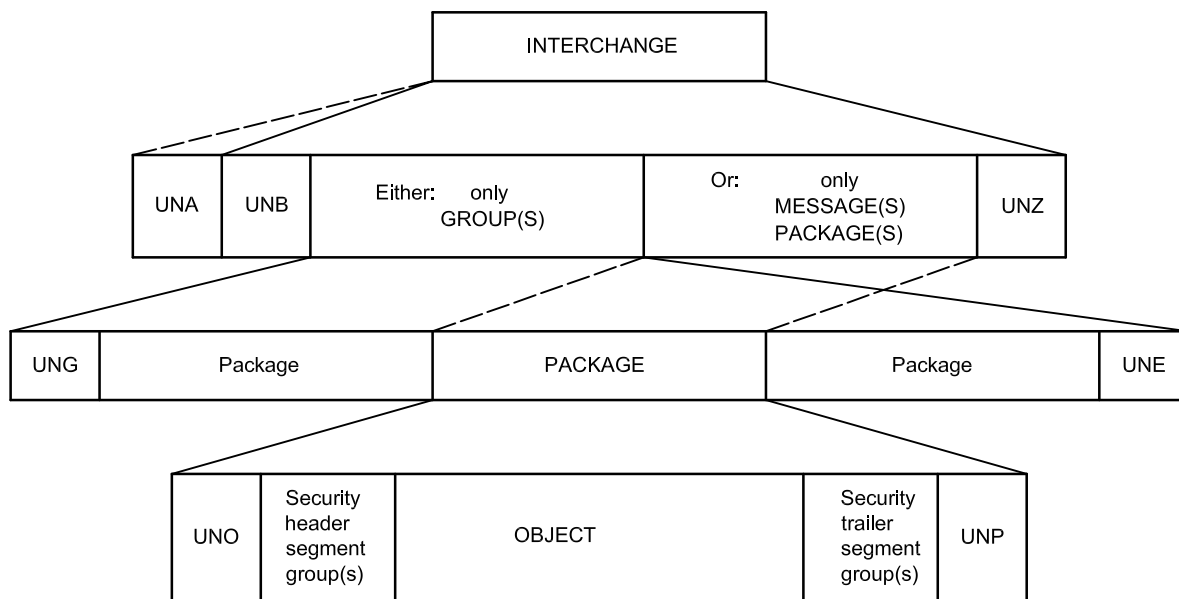 INTERCHANGE
UNA
UNB
Either: only
GROUP(S)
Or: only
MESSAGE(S)
PACKAGE(S)
UNZ
UNG
Package
PACKAGE
Package
UNE
UNO
Security
header
segment
group(s)
OBJECT
Security
trailer
segment
group(s)
UNP